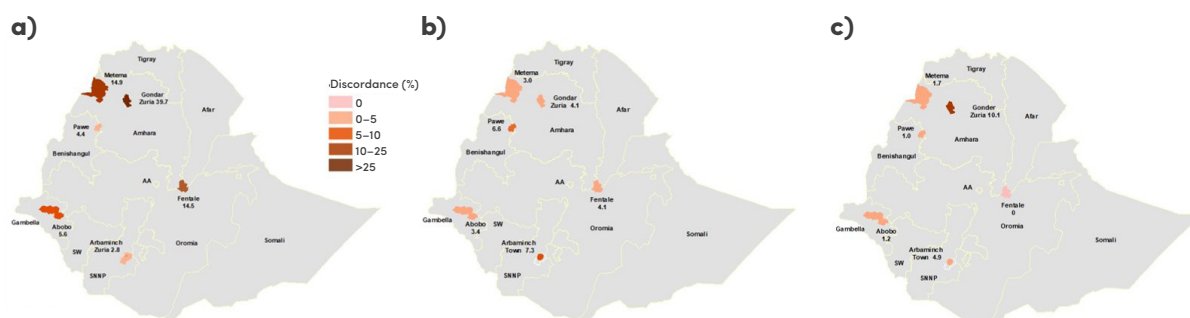 a)
Tigray
Metema
14.9
Gondar
Zuria 39.7
Afar
Pawe
4.4
Amhara
Benishangul
AA
Fentale
14.5
Gambella
Abobo
5.6
Arbaminch
Zuria 2.8
Oromia
Somali
SW
SNNP
Discordance (%)
0
0–5
5–10
10–25
>25
b)
Tigray
Metema
3.0
Gondar
Zuria 4.1
Afar
Pawe
6.6
Amhara
Benishangul
AA
Fentale
4.1
Gambella
Abobo
3.4
SW
Arbaminch
Town 7.3
Oromia
Somali
SNNP
c)
Tigray
Metema
1.7
Gonder
Zuria 10.1
Afar
Pawe
1.0
Amhara
Benishangul
AA
Fentale
0
Gambella
Abobo
1.2
Oromia
Somali
Arbaminch
Town 4.9
SW
SNNP